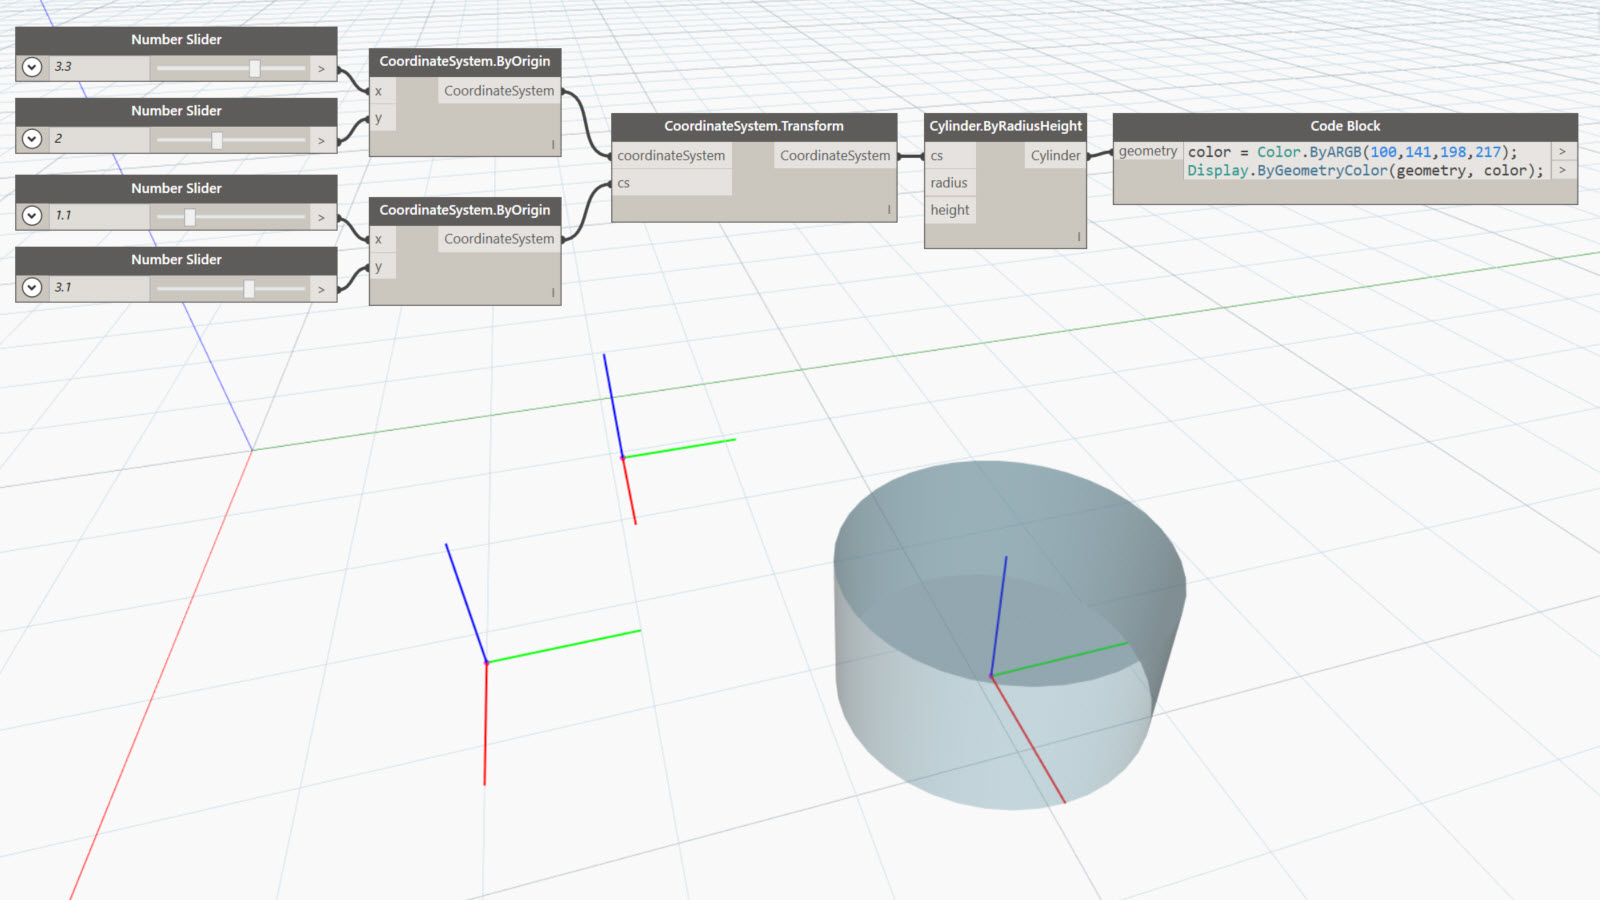 Number Slider
3.3 >
Number Slider
2 >
Number Slider
1.1 >
Number Slider
3.1 >
CoordinateSystem.ByOrigin
x CoordinateSystem
y
l
CoordinateSystem.ByOrigin
x CoordinateSystem
y
l
CoordinateSystem.Transform
coordinateSystem CoordinateSystem
cs
l
Cylinder.ByRadiusHeight
cs Cylinder
radius
height
l
Code Block
geometry color = Color.ByARGB(100,141,198,217); >
Display.ByGeometryColor(geometry, color); >